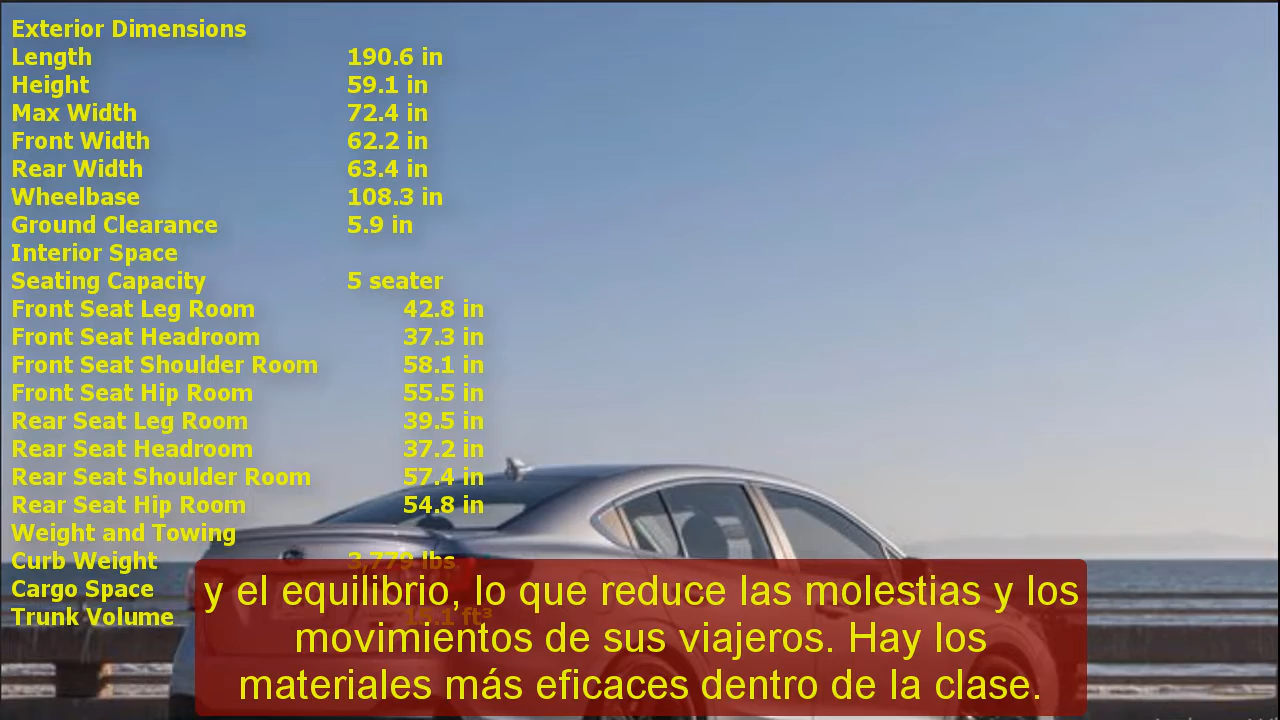 Exterior Dimensions
Length 190.6 in
Height 59.1 in
Max Width 72.4 in
Front Width 62.2 in
Rear Width 63.4 in
Wheelbase 108.3 in
Ground Clearance 5.9 in
Interior Space
Seating Capacity 5 seater
Front Seat Leg Room 42.8 in
Front Seat Headroom 37.3 in
Front Seat Shoulder Room 58.1 in
Front Seat Hip Room 55.5 in
Rear Seat Leg Room 39.5 in
Rear Seat Headroom 37.2 in
Rear Seat Shoulder Room 57.4 in
Rear Seat Hip Room 54.8 in
Weight and Towing
Curb Weight 3,779 lbs
Cargo Space
Trunk Volume ft³
y el equilibrio, lo que reduce las molestias y los
movimientos de sus viajeros. Hay los
materiales más eficaces dentro de la clase.